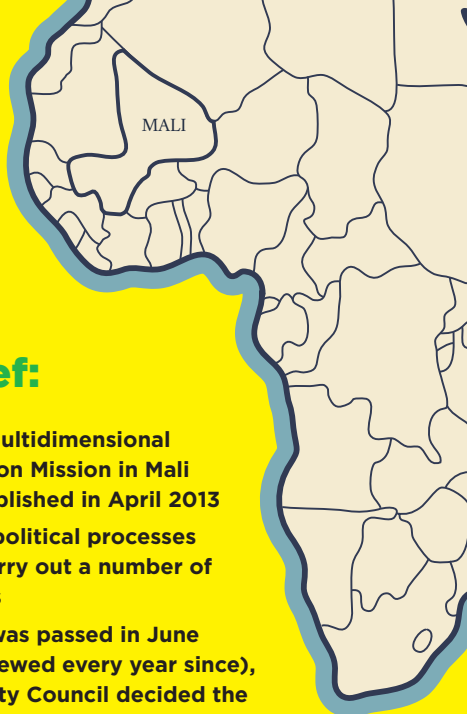 MALI
ef:
ultidimensional
on Mission in Mali
blished in April 2013
political processes
rry out a number of
was passed in June
ewed every year since),
ty Council decided the